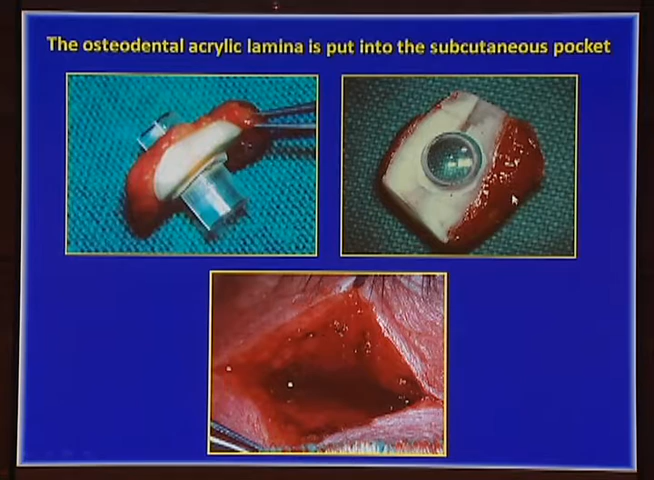 The osteodental acrylic lamina is put into the subcutaneous pocket